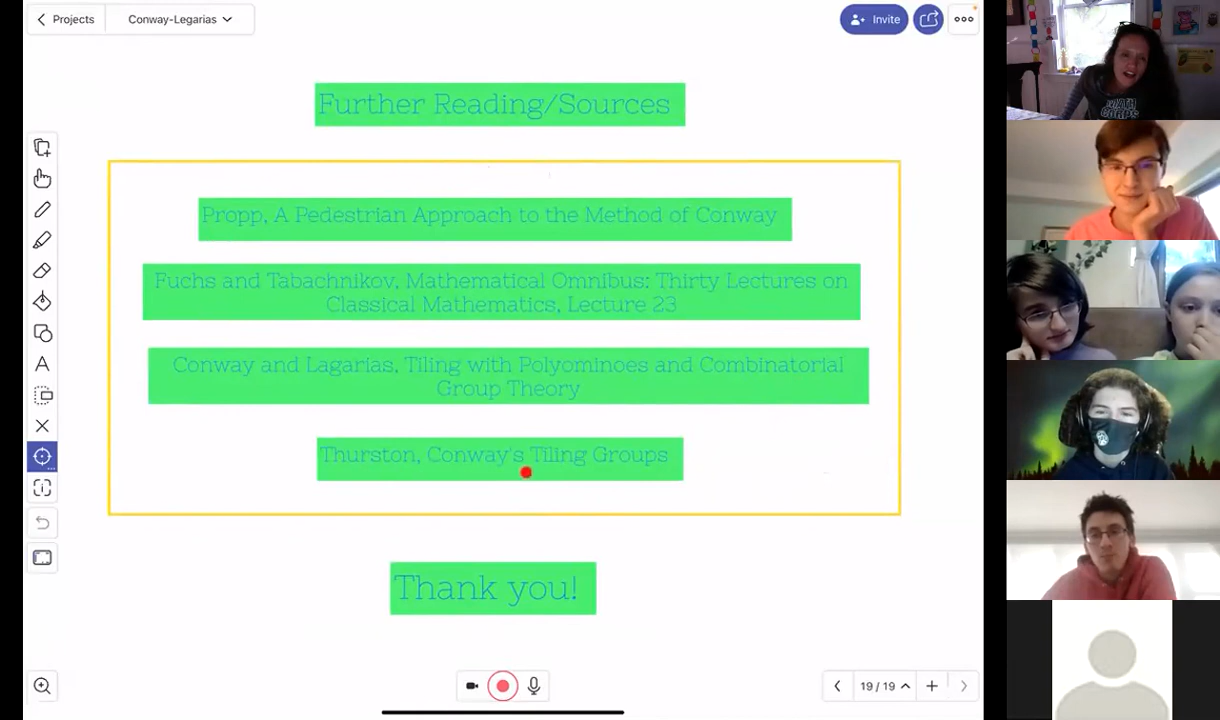 Projects
Conway-Legarias
Invite
Further Reading/Sources
Propp, A Pedestrian Approach to the Method of Conway
Fuchs and Tabachnikov, Mathematical Omnibus: Thirty Lectures on
Classical Mathematics, Lecture 23
Conway and Lagarias, Tiling with Polyominoes and Combinatorial
Group Theory
Thurston, Conway's Tiling Groups
Thank you!
19 / 19
MATH
CORPS